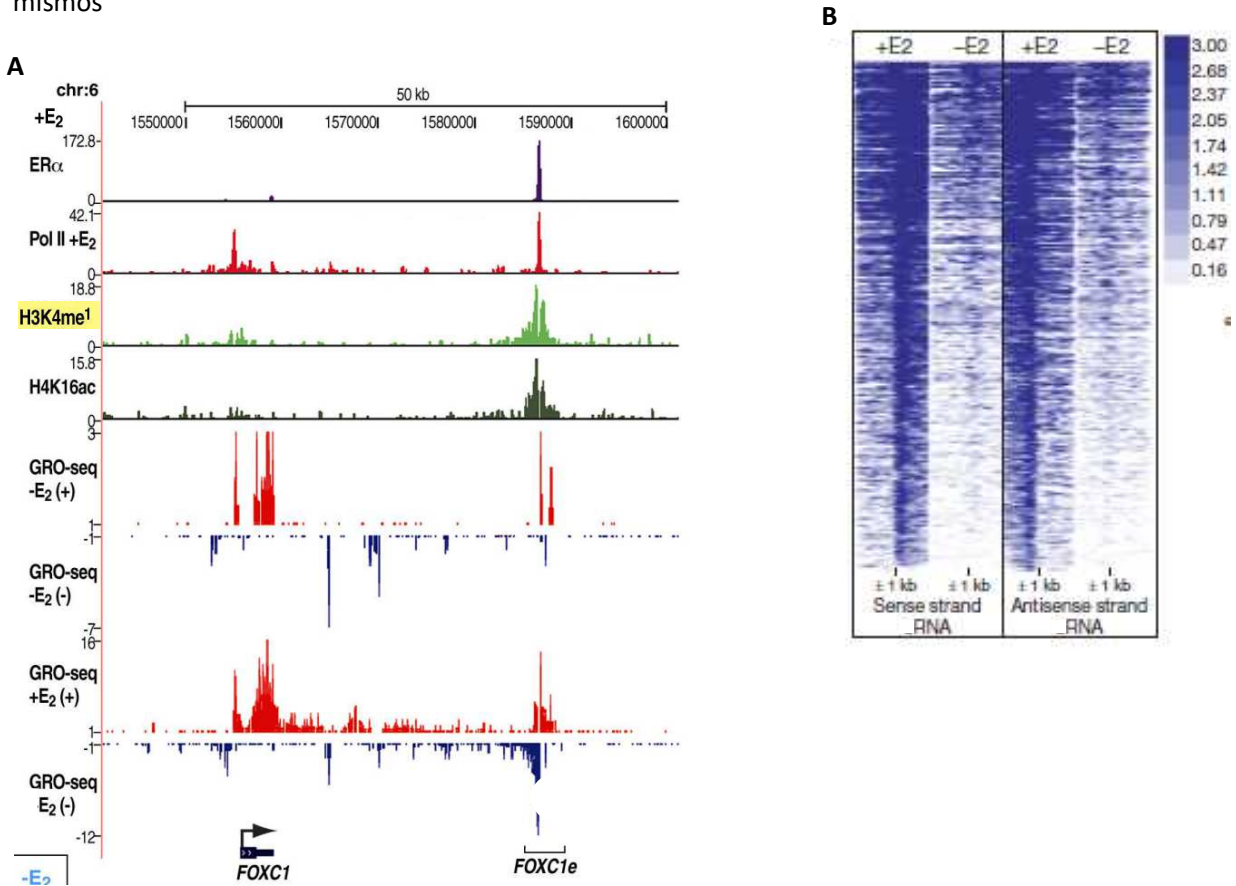 mismos
A
chr:6
50 kb
+E2
1550000 1560000 1570000 1580000 1590000 1600000
172.8
ERα
0
42.1
Pol II +E2
0
18.8
H3K4me1
0
15.8
H4K16ac
0
3
GRO-seq
-E2 (+)
1
-1
GRO-seq
-E2 (-)
-7
16
GRO-seq
+E2 (+)
1
-1
GRO-seq
E2 (-)
-12
FOXC1
FOXC1e
-E2
B
+E2 –E2 +E2 –E2
3.00
2.68
2.37
2.05
1.74
1.42
1.11
0.79
0.47
0.16
± 1 kb ± 1 kb ± 1 kb ± 1 kb
Sense strand Antisense strand
_RNA _RNA